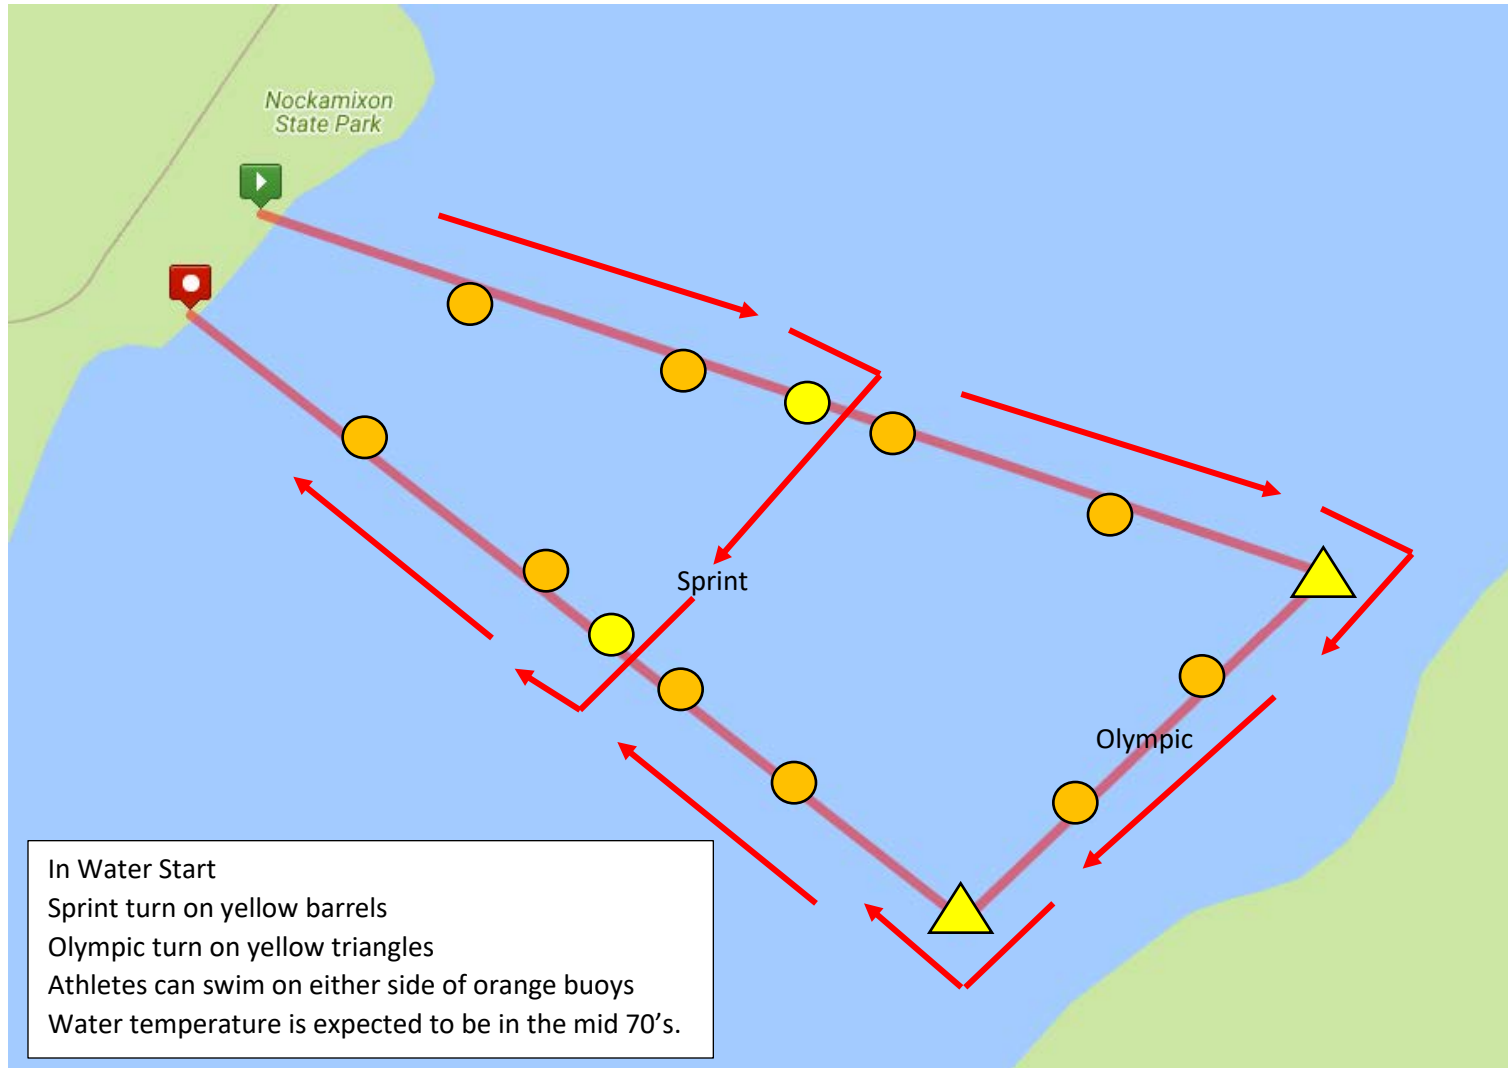 Nockamixon
State Park
Sprint
Olympic
In Water Start
Sprint turn on yellow barrels
Olympic turn on yellow triangles
Athletes can swim on either side of orange buoys
Water temperature is expected to be in the mid 70’s.